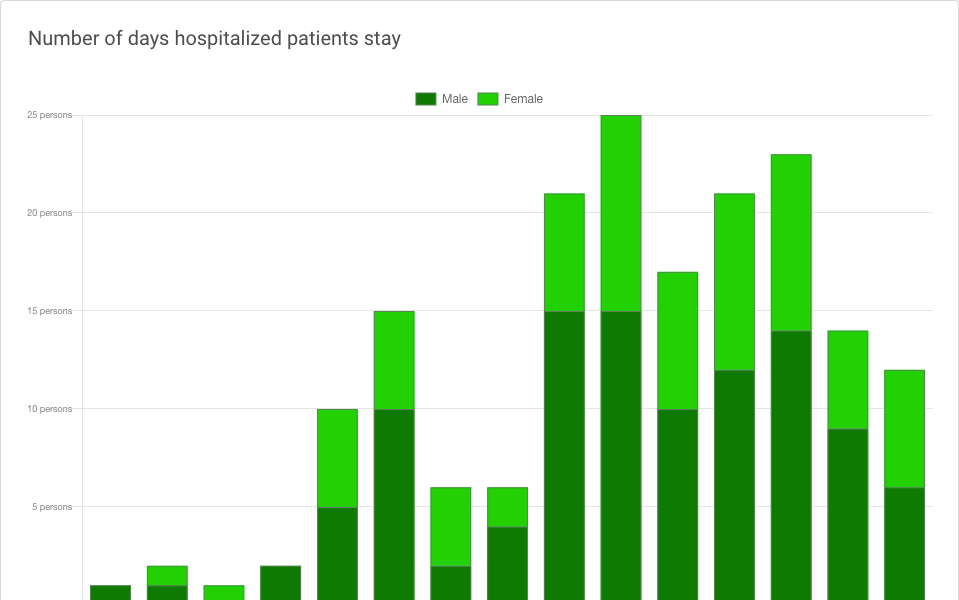 Number of days hospitalized patients stay
Male Female
25 persons
20 persons
15 persons
10 persons
5 persons